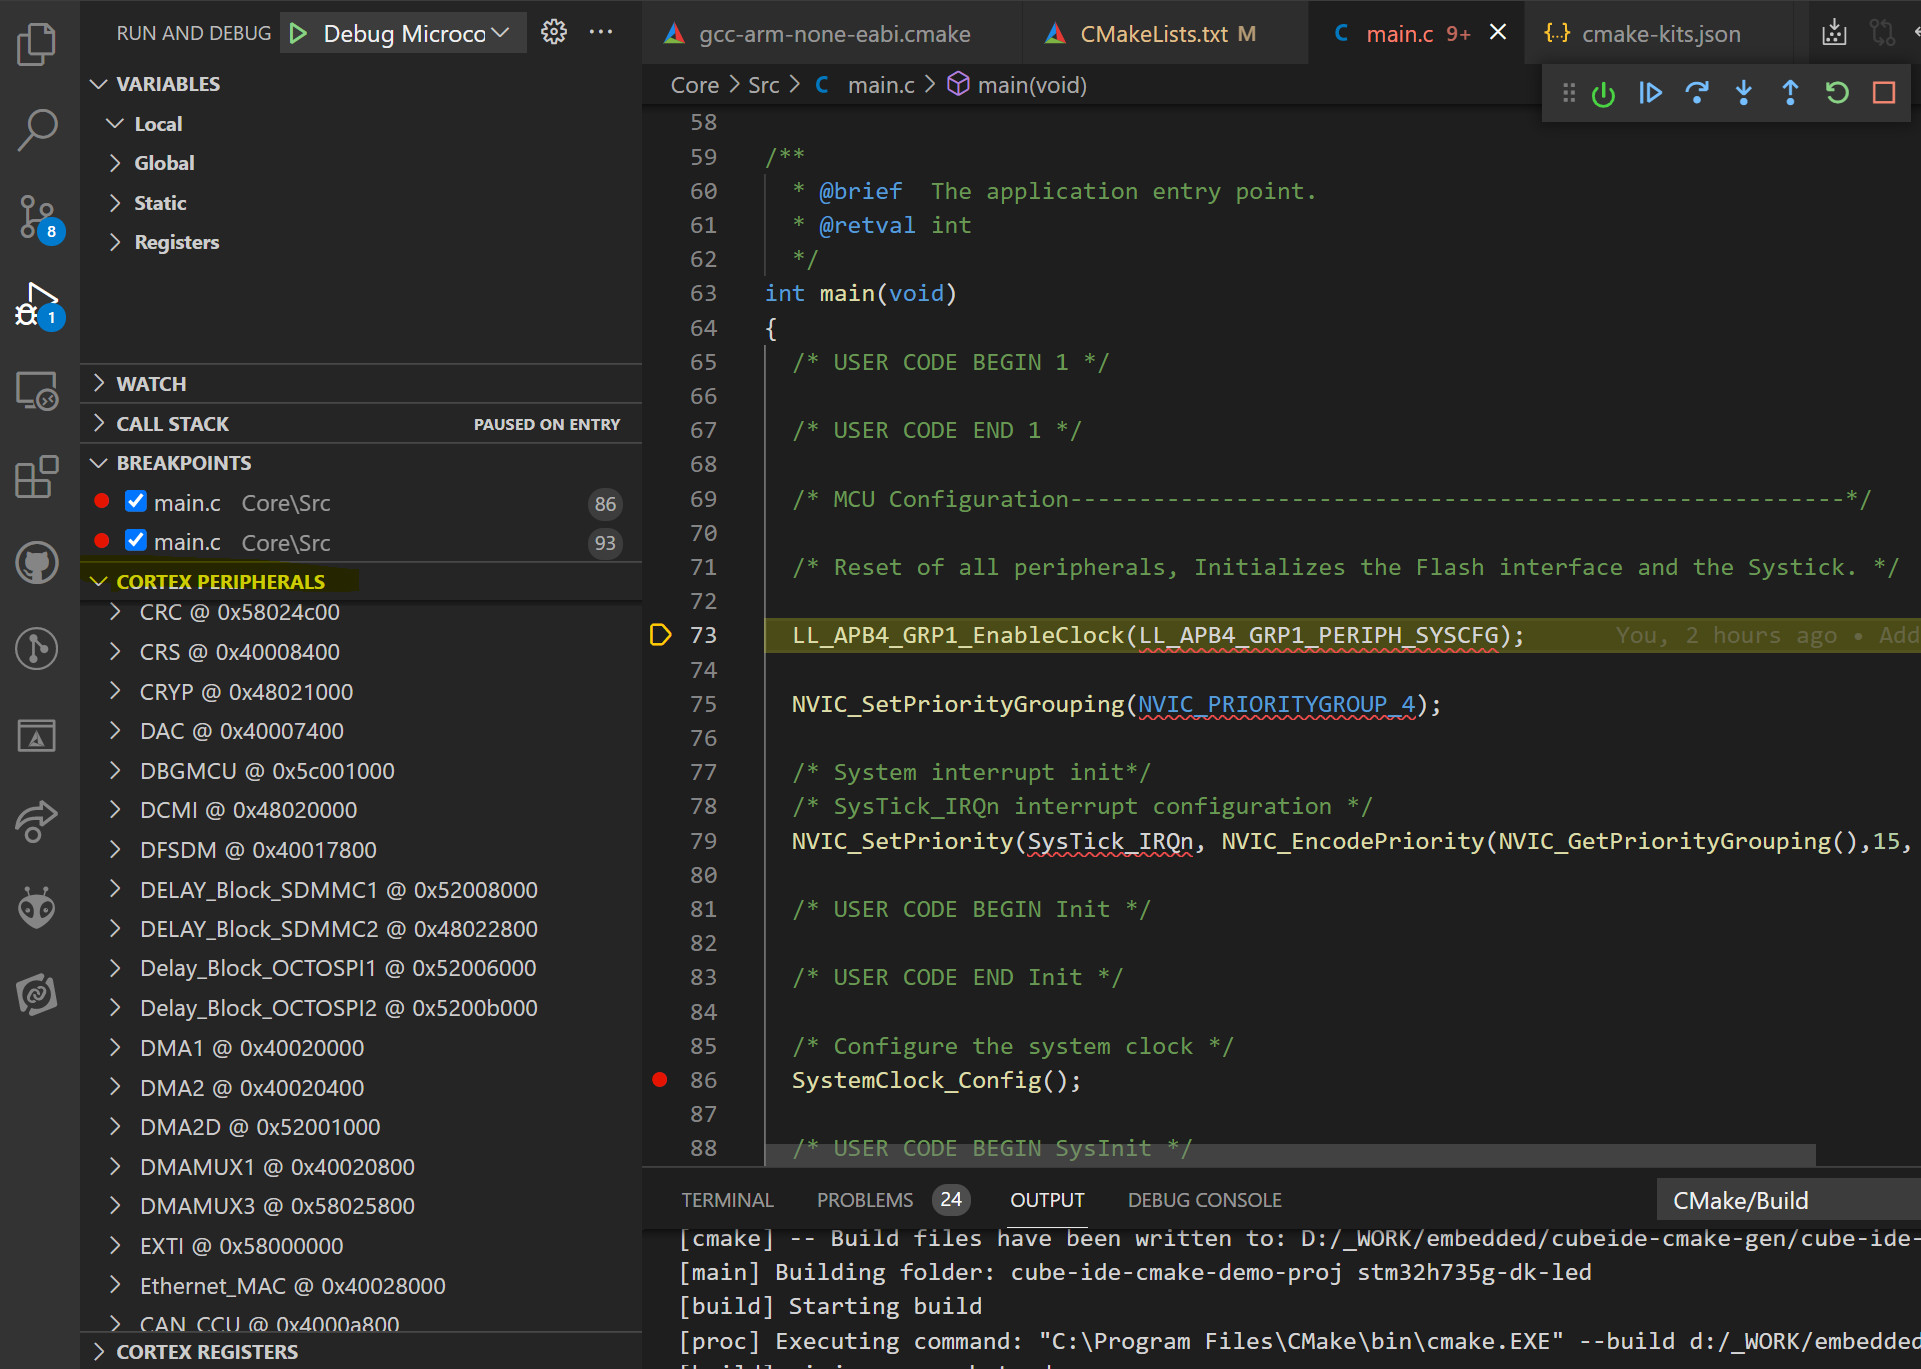 RUN AND DEBUG
Debug Microco
VARIABLES
Local
Global
Static
Registers
WATCH
CALL STACK
PAUSED ON ENTRY
BREAKPOINTS
main.c Core\Src 86
main.c Core\Src 93
CORTEX PERIPHERALS
CRC @ 0x58024c00
CRS @ 0x40008400
CRYP @ 0x48021000
DAC @ 0x40007400
DBGMCU @ 0x5c001000
DCMI @ 0x48020000
DFSDM @ 0x40017800
DELAY_Block_SDMMC1 @ 0x52008000
DELAY_Block_SDMMC2 @ 0x48022800
Delay_Block_OCTOSPI1 @ 0x52006000
Delay_Block_OCTOSPI2 @ 0x5200b000
DMA1 @ 0x40020000
DMA2 @ 0x40020400
DMA2D @ 0x52001000
DMAMUX1 @ 0x40020800
DMAMUX3 @ 0x58025800
EXTI @ 0x58000000
Ethernet_MAC @ 0x40028000
CAN_CCU @ 0x4000a800
CORTEX REGISTERS
8
1
gcc-arm-none-eabi.cmake
CMakeLists.txt M
C main.c 9+
{..} cmake-kits.json
Core > Src > C main.c > main(void)
58
59 /**
60 * @brief  The application entry point.
61 * @retval int
62 */
63 int main(void)
64 {
65 /* USER CODE BEGIN 1 */
66
67 /* USER CODE END 1 */
68
69 /* MCU Configuration--------------------------------------------------------*/
70
71 /* Reset of all peripherals, Initializes the Flash interface and the Systick. */
72
73 LL_APB4_GRP1_EnableClock(LL_APB4_GRP1_PERIPH_SYSCFG); You, 2 hours ago • Add
74
75 NVIC_SetPriorityGrouping(NVIC_PRIORITYGROUP_4);
76
77 /* System interrupt init*/
78 /* SysTick_IRQn interrupt configuration */
79 NVIC_SetPriority(SysTick_IRQn, NVIC_EncodePriority(NVIC_GetPriorityGrouping(),15,
80
81 /* USER CODE BEGIN Init */
82
83 /* USER CODE END Init */
84
85 /* Configure the system clock */
86 SystemClock_Config();
87
88 /* USER CODE BEGIN SysInit */
TERMINAL
PROBLEMS 24
OUTPUT
DEBUG CONSOLE
CMake/Build
[cmake] -- Build files have been written to: D:/_WORK/embedded/cubeide-cmake-gen/cube-ide-
[main] Building folder: cube-ide-cmake-demo-proj stm32h735g-dk-led
[build] Starting build
[proc] Executing command: "C:\Program Files\CMake\bin\cmake.EXE" --build d:/_WORK/embedded